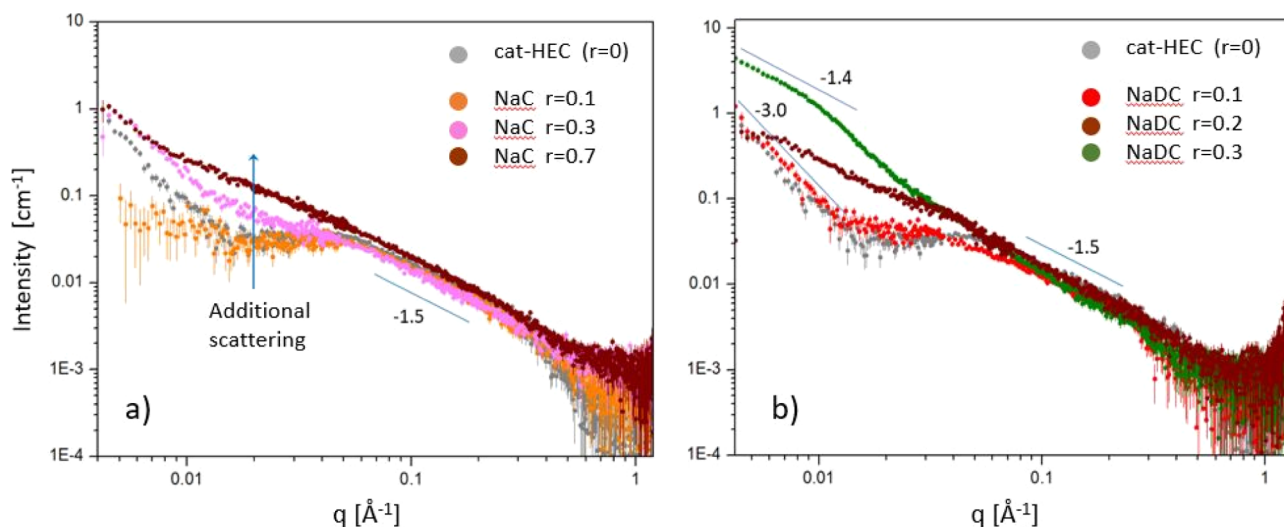 Intensity [cm⁻¹]
10
1
0.1
0.01
1E-3
1E-4
cat-HEC (r=0)
NaC r=0.1
NaC r=0.3
NaC r=0.7
Additional
scattering
-1.5
a)
0.01
0.1
1
q [Å⁻¹]
10
1
0.1
0.01
1E-3
1E-4
-1.4
-3.0
cat-HEC (r=0)
NaDC r=0.1
NaDC r=0.2
NaDC r=0.3
-1.5
b)
0.01
0.1
1
q [Å⁻¹]